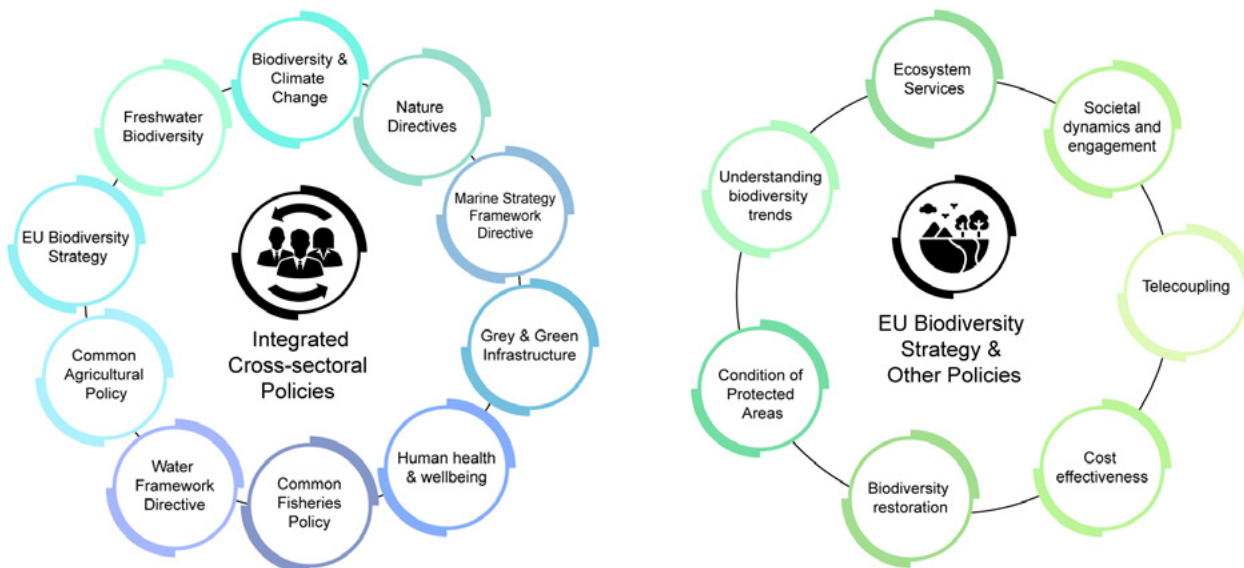 Biodiversity &
Climate
Change
Nature
Directives
Marine Strategy
Framework
Directive
Grey & Green
Infrastructure
Human health
& wellbeing
Common
Fisheries
Policy
Water
Framework
Directive
Common
Agricultural
Policy
EU Biodiversity
Strategy
Freshwater
Biodiversity
Integrated
Cross-sectoral
Policies
Ecosystem
Services
Societal
dynamics and
engagement
Telecoupling
Cost
effectiveness
Biodiversity
restoration
Condition of
Protected
Areas
Understanding
biodiversity
trends
EU Biodiversity
Strategy &
Other Policies